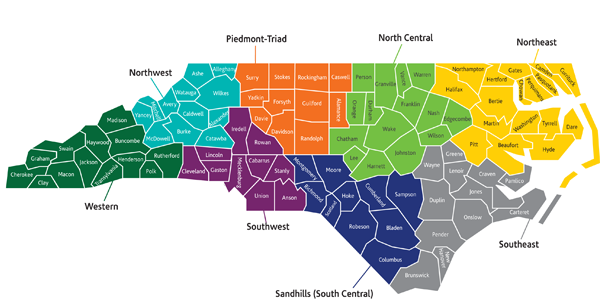 Piedmont-Triad
North Central
Northeast
Northwest
Western
Southwest
Sandhills (South Central)
Southeast
Ashe
Alleghany
Watauga
Wilkes
Avery
Mitchell
Yancey
Caldwell
Alexander
Burke
McDowell
Catawba
Surry
Stokes
Rockingham
Caswell
Yadkin
Forsyth
Guilford
Alamance
Davie
Davidson
Randolph
Person
Granville
Vance
Warren
Orange
Durham
Franklin
Nash
Edgecombe
Wake
Wilson
Chatham
Lee
Harnett
Johnston
Northampton
Hertford
Gates
Camden
Currituck
Pasquotank
Perquimans
Chowan
Halifax
Bertie
Martin
Washington
Tyrrell
Dare
Pitt
Beaufort
Hyde
Madison
Swain
Haywood
Buncombe
Graham
Jackson
Henderson
Rutherford
Cherokee
Macon
Clay
Transylvania
Polk
Iredell
Rowan
Lincoln
Cleveland
Gaston
Mecklenburg
Cabarrus
Stanly
Union
Anson
Montgomery
Moore
Richmond
Scotland
Hoke
Cumberland
Sampson
Robeson
Bladen
Columbus
Wayne
Greene
Lenoir
Craven
Pamlico
Jones
Duplin
Onslow
Carteret
Pender
New Hanover
Brunswick